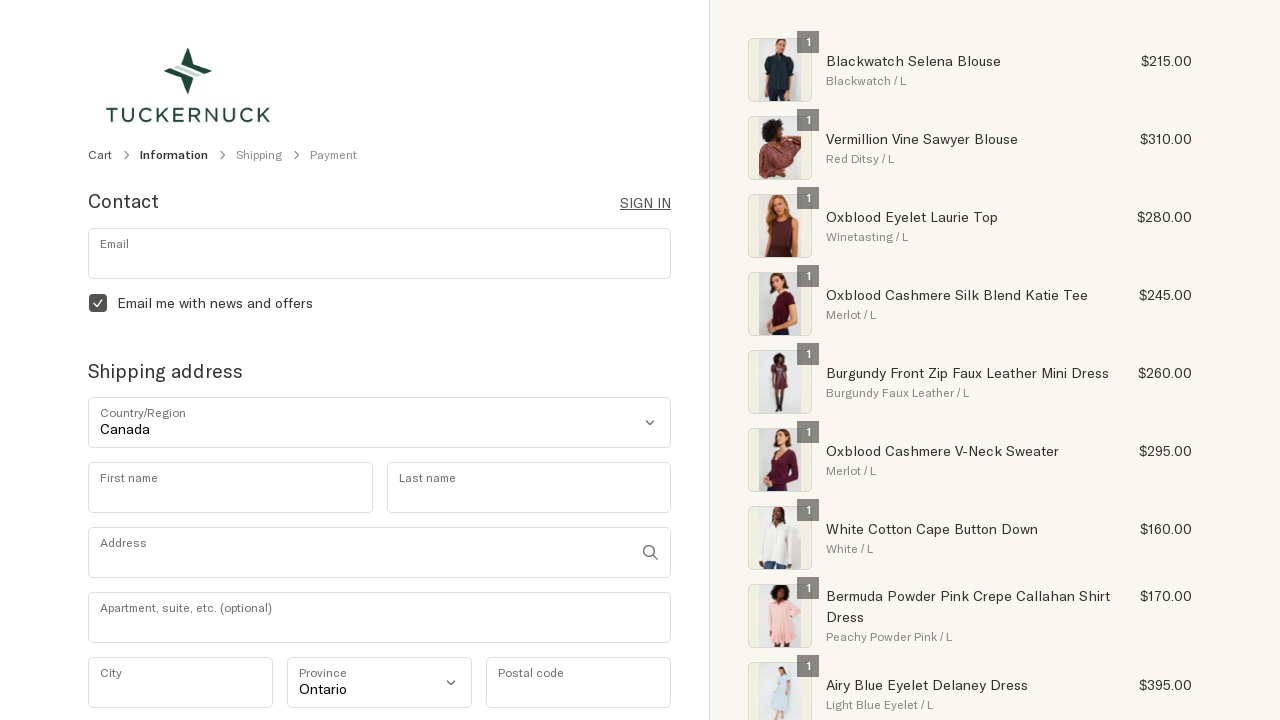 TUCKERNUCK
Cart > Information > Shipping > Payment
Contact
SIGN IN
Email
Email me with news and offers
Shipping address
Country/Region
Canada
First name
Last name
Address
Apartment, suite, etc. (optional)
City
Province
Ontario
Postal code
1
Blackwatch Selena Blouse
$215.00
Blackwatch / L
1
Vermillion Vine Sawyer Blouse
$310.00
Red Ditsy / L
1
Oxblood Eyelet Laurie Top
$280.00
Winetasting / L
1
Oxblood Cashmere Silk Blend Katie Tee
$245.00
Merlot / L
1
Burgundy Front Zip Faux Leather Mini Dress
$260.00
Burgundy Faux Leather / L
1
Oxblood Cashmere V-Neck Sweater
$295.00
Merlot / L
1
White Cotton Cape Button Down
$160.00
White / L
1
Bermuda Powder Pink Crepe Callahan Shirt
Dress
$170.00
Peachy Powder Pink / L
1
Airy Blue Eyelet Delaney Dress
$395.00
Light Blue Eyelet / L